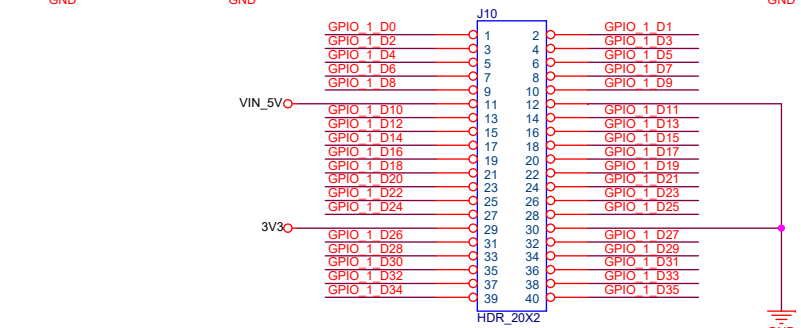 GND GND GND
J10
GPIO_1_D0 1 2 GPIO_1_D1
GPIO_1_D2 3 4 GPIO_1_D3
GPIO_1_D4 5 6 GPIO_1_D5
GPIO_1_D6 7 8 GPIO_1_D7
GPIO_1_D8 9 10 GPIO_1_D9
VIN_5V 11 12
GPIO_1_D10 13 14 GPIO_1_D11
GPIO_1_D12 15 16 GPIO_1_D13
GPIO_1_D14 17 18 GPIO_1_D15
GPIO_1_D16 19 20 GPIO_1_D17
GPIO_1_D18 21 22 GPIO_1_D19
GPIO_1_D20 23 24 GPIO_1_D21
GPIO_1_D22 25 26 GPIO_1_D23
GPIO_1_D24 27 28 GPIO_1_D25
3V3 29 30
GPIO_1_D26 31 32 GPIO_1_D27
GPIO_1_D28 33 34 GPIO_1_D29
GPIO_1_D30 35 36 GPIO_1_D31
GPIO_1_D32 37 38 GPIO_1_D33
GPIO_1_D34 39 40 GPIO_1_D35
HDR_20X2